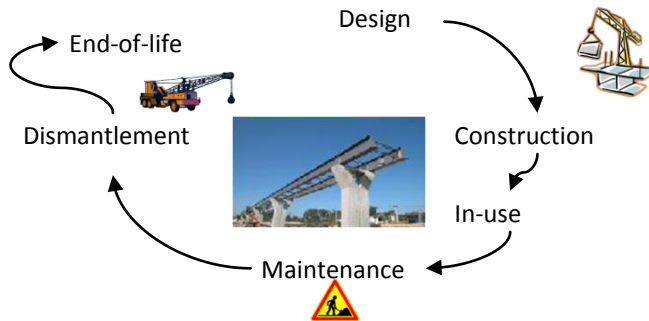 Design
Construction
In-use
Maintenance
Dismantlement
End-of-life